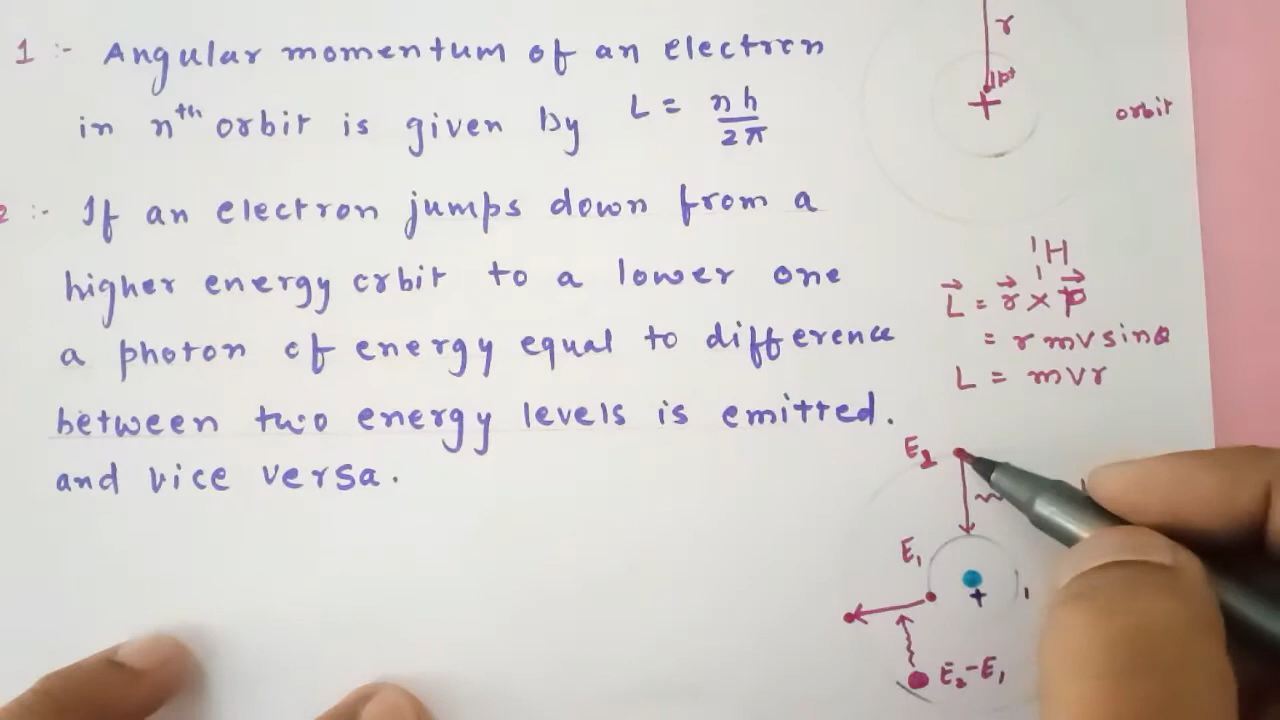 1 :- Angular momentum of an electron
in nᵗʰ orbit is given by L = nh/2π
2 :- If an electron jumps down from a
higher energy orbit to a lower one
a photon of energy equal to difference
between two energy levels is emitted.
and vice versa.
r
1p+
+
orbit
¹H
1
L⃗ = r⃗ × p⃗
= r m v sinθ
L = mvr
E₂
E₁
+
E₂-E₁